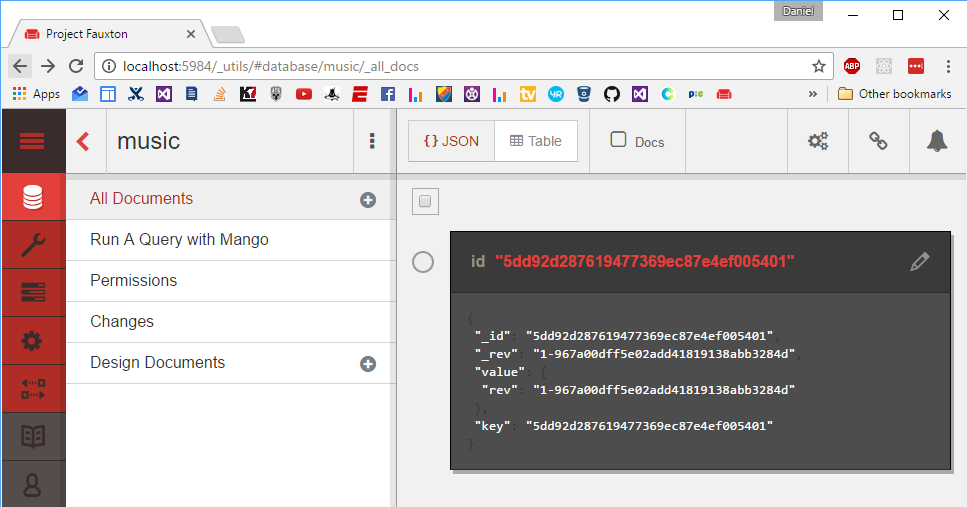 Daniel
Project Fauxton
localhost:5984/_utils/#database/music/_all_docs
ABP
Apps
Other bookmarks
music
{} JSON
Table
Docs
All Documents
Run A Query with Mango
Permissions
Changes
Design Documents
id "5dd92d287619477369ec87e4ef005401"
{
"_id": "5dd92d287619477369ec87e4ef005401",
"_rev": "1-967a00dff5e02add41819138abb3284d",
"value": {
"rev": "1-967a00dff5e02add41819138abb3284d"
},
"key": "5dd92d287619477369ec87e4ef005401"
}